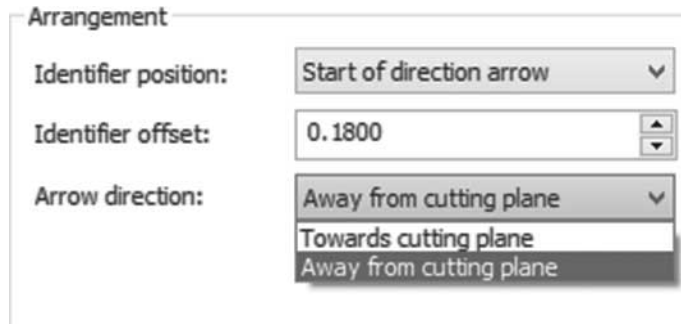 Arrangement
Identifier position: Start of direction arrow
Identifier offset: 0.1800
Arrow direction: Away from cutting plane
Towards cutting plane
Away from cutting plane